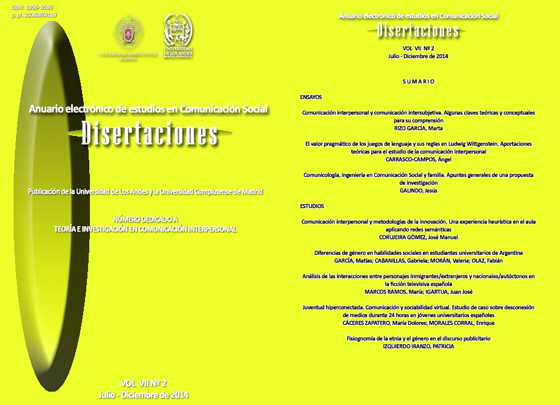 ISSN: 1856-9536
Anuario electrónico de estudios en Comunicación Social
Disertaciones
Publicación de la Universidad de Los Andes y la Universidad Complutense de Madrid
NÚMERO DEDICADO A
TEORÍA E INVESTIGACIÓN EN COMUNICACIÓN INTERPERSONAL
VOL VII Nº 2
Julio - Diciembre de 2014
Anuario electrónico de estudios en Comunicación Social
Disertaciones
VOL VII Nº 2
Julio - Diciembre de 2014
S U M A R I O
ENSAYOS
Comunicación interpersonal y comunicación intersubjetiva. Algunas claves teóricas y conceptuales
para su comprensión
RIZO GARCÍA, Marta
El valor pragmático de los juegos de lenguaje y sus reglas en Ludwig Wittgenstein. Aportaciones
teóricas para el estudio de la comunicación interpersonal
CARRASCO-CAMPOS, Ángel
Comunicología, Ingeniería en Comunicación Social y familia. Apuntes generales de una propuesta
de investigación
GALINDO, Jesús
ESTUDIOS
Comunicación interpersonal y metodologías de la innovación. Una experiencia heurística en el aula
aplicando redes semánticas
CORUJEIRA GÓMEZ, José Manuel
Diferencias de género en habilidades sociales en estudiantes universitarios de Argentina
GARCÍA, Matías; CABANILLAS, Gabriela; MORÁN, Valeria; OLAZ, Fabián
Análisis de las interacciones entre personajes inmigrantes/extranjeros y nacionales/autóctonos en
la ficción televisiva española
MARCOS RAMOS, María; IGARTUA, Juan José
Juventud hiperconectada. Comunicación y sociabilidad virtual. Estudio de caso sobre desconexión
de medios durante 24 horas en jóvenes universitarios españoles
CÁCERES ZAPATERO, María Dolores; MORALES CORRAL, Enrique
Fisiognomía de la etnia y el género en el discurso publicitario
IZQUIERDO IRANZO, PATRICIA